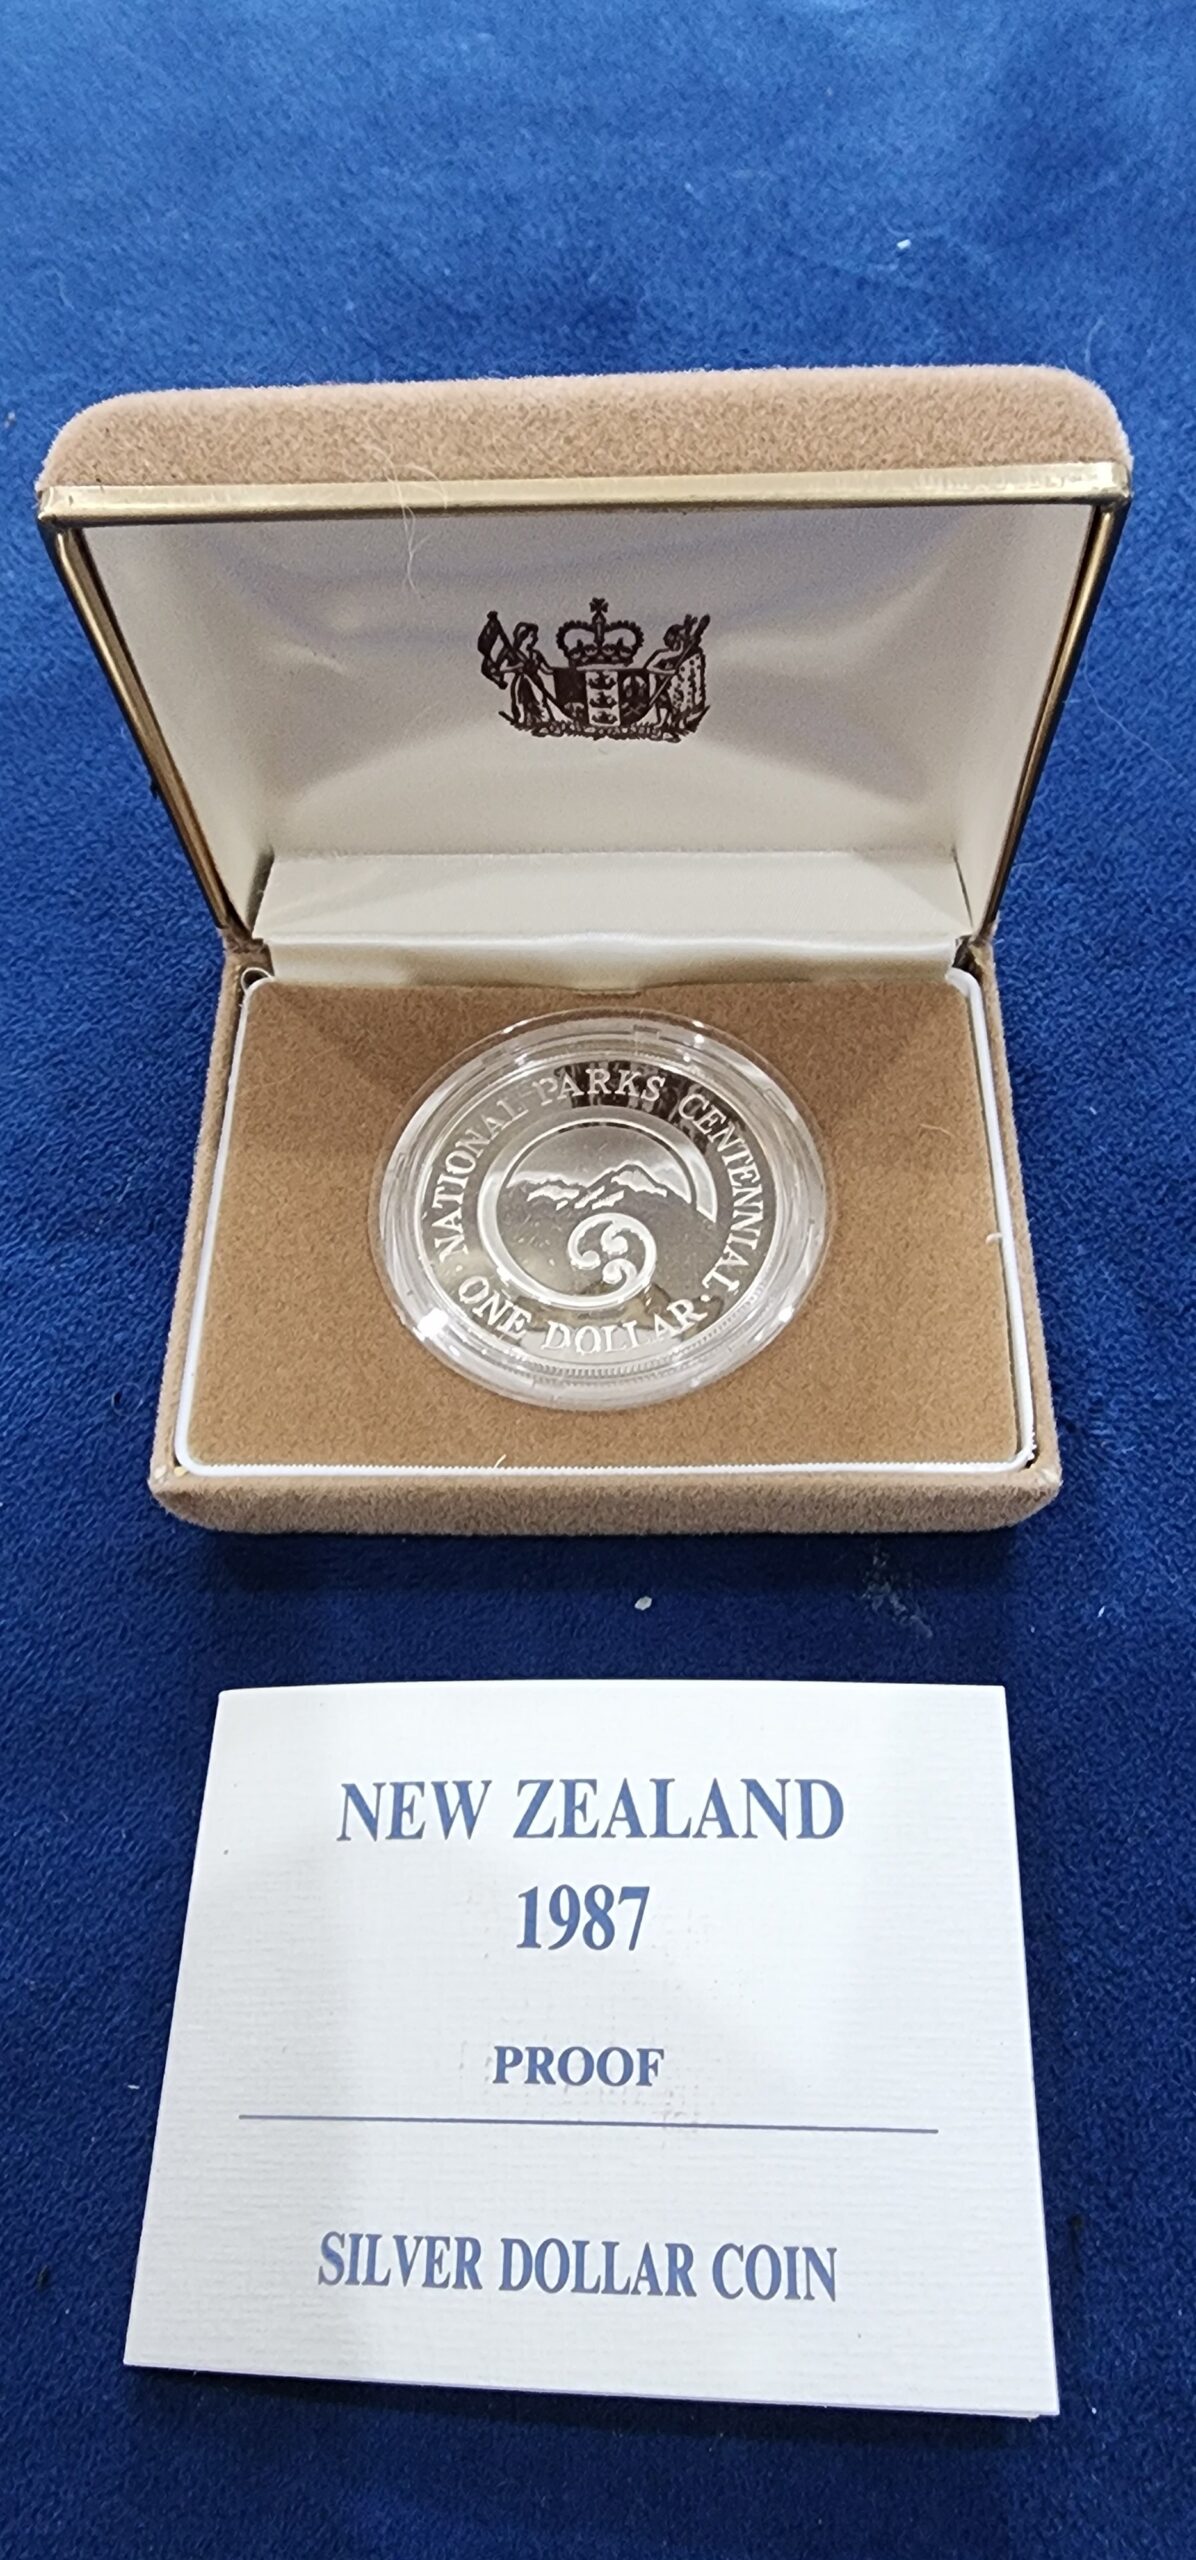 · NATIONAL PARKS CENTENNIAL ·
ONE DOLLAR
NEW ZEALAND
1987
PROOF
SILVER DOLLAR COIN